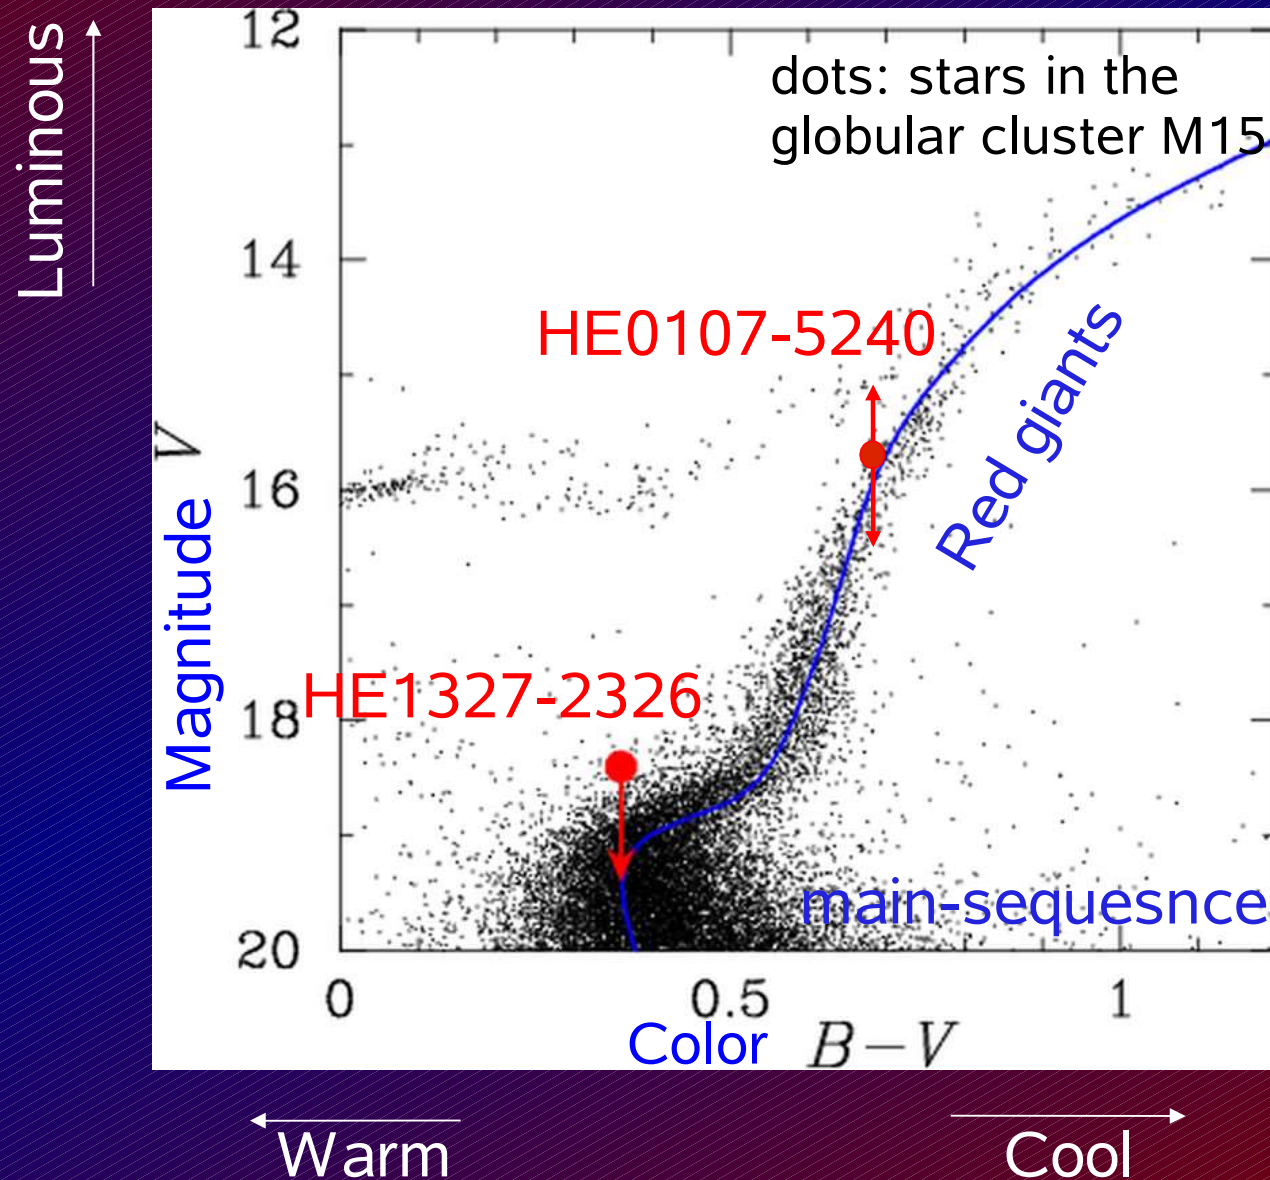 Luminous
12
dots: stars in the
globular cluster M15
14
HE0107-5240
V
16
Red giants
Magnitude
HE1327-2326
18
main-sequesnce
20
0
0.5
1
Color B−V
Warm
Cool